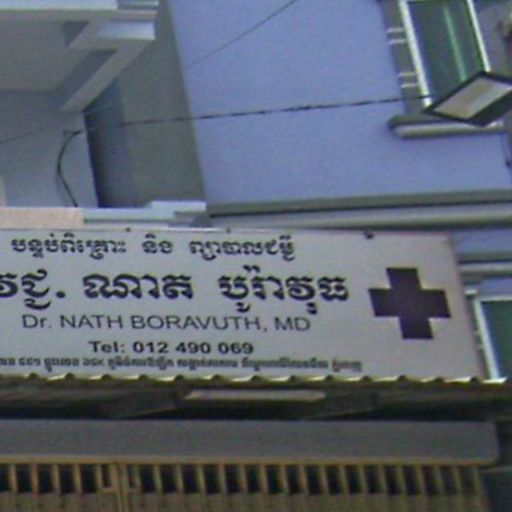 បន្ទប់ពិគ្រោះ និង ព្យាបាលជម្ងឺ
វេជ្ជ. ណាត បូរ៉ាវុធ
Dr. NATH BORAVUTH, MD
Tel: 012 490 069